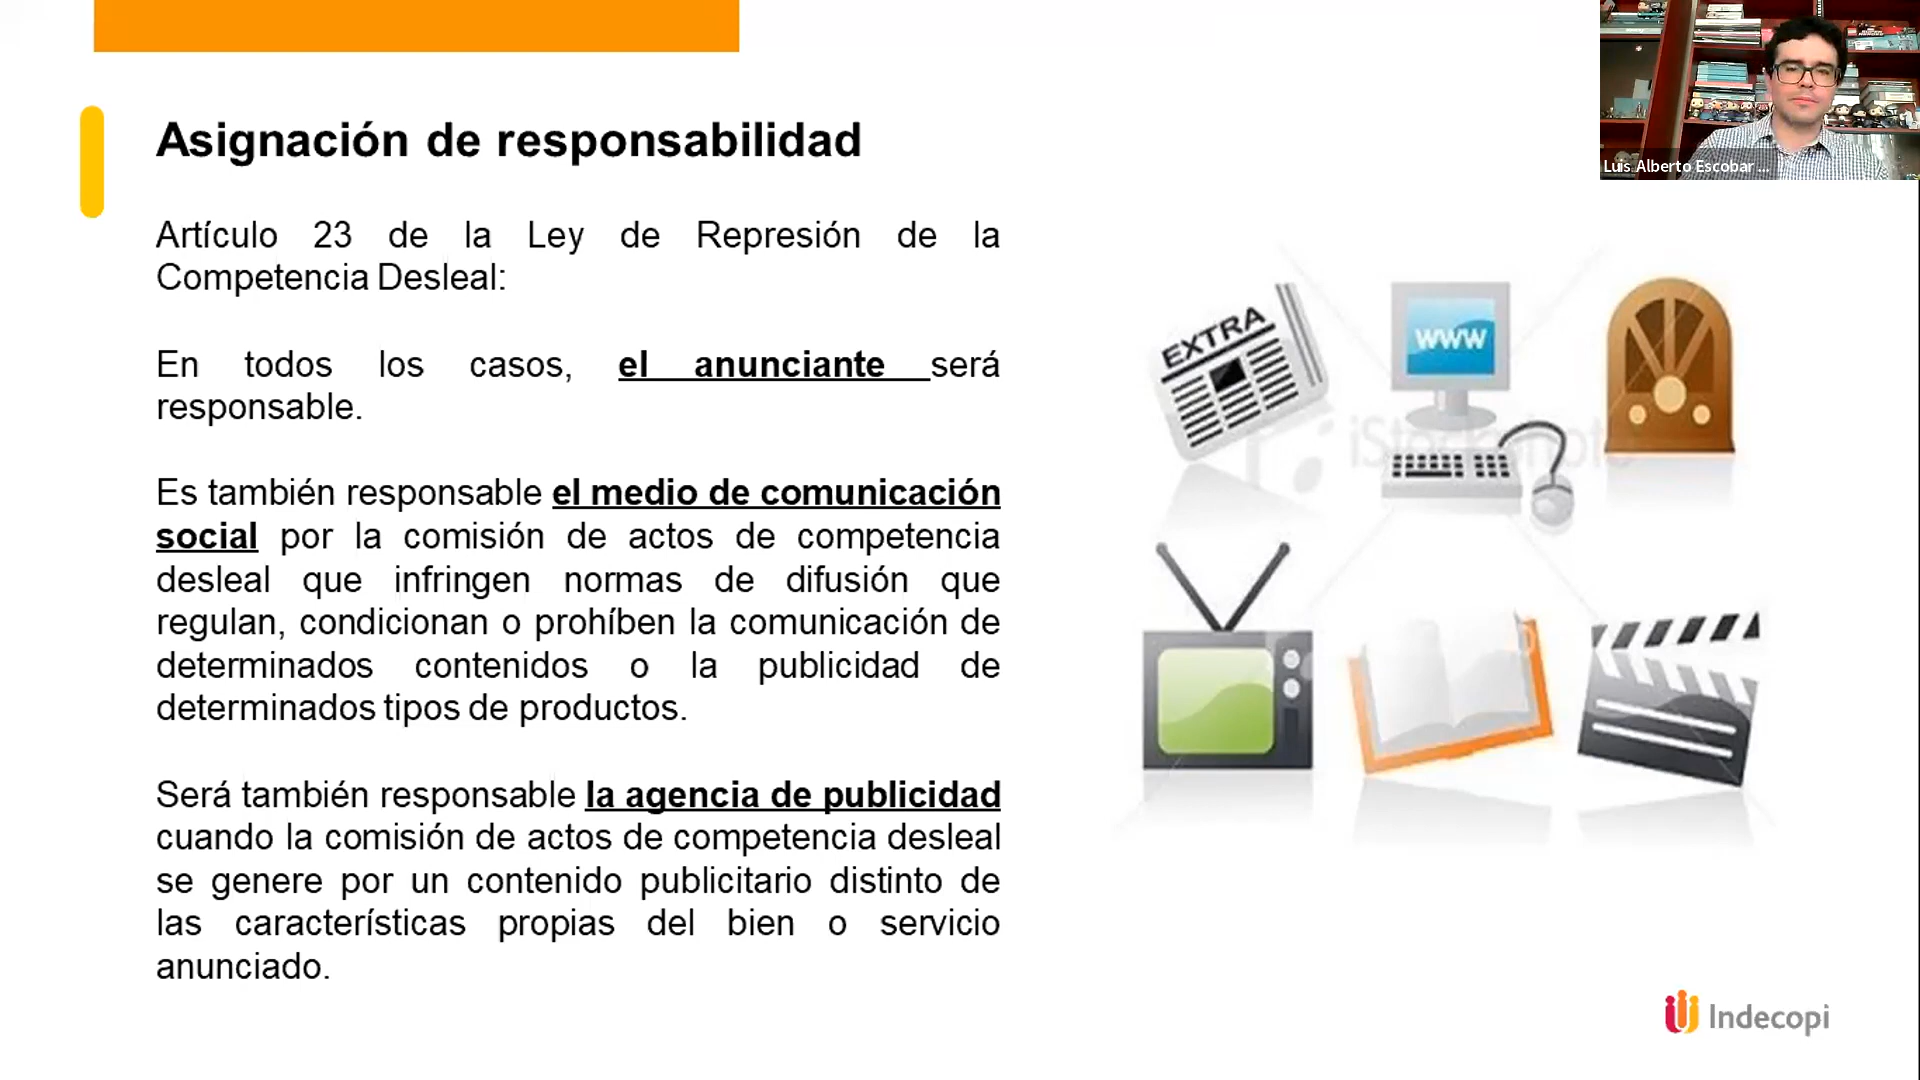 Asignación de responsabilidad
Luis Alberto Escobar ...
Artículo 23 de la Ley de Represión de la
Competencia Desleal:
En todos los casos, el anunciante será
responsable.
Es también responsable el medio de comunicación
social por la comisión de actos de competencia
desleal que infringen normas de difusión que
regulan, condicionan o prohíben la comunicación de
determinados contenidos o la publicidad de
determinados tipos de productos.
Será también responsable la agencia de publicidad
cuando la comisión de actos de competencia desleal
se genere por un contenido publicitario distinto de
las características propias del bien o servicio
anunciado.
EXTRA
www
iStockphoto
Indecopi